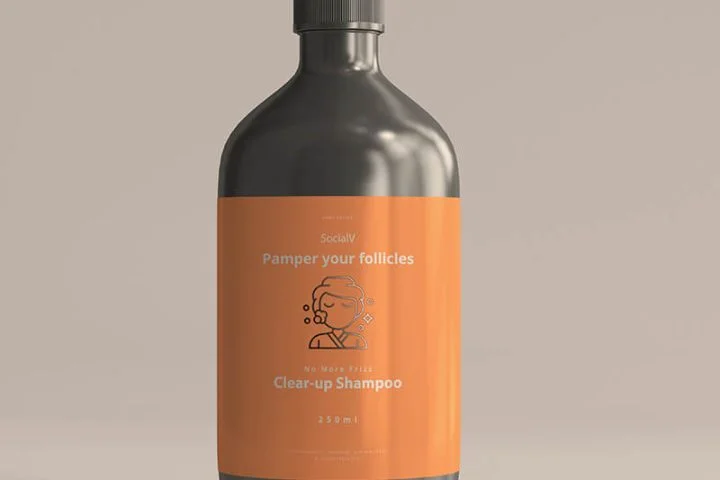 SocialV
Pamper your follicles
No More Frizz
Clear-up Shampoo
250ml